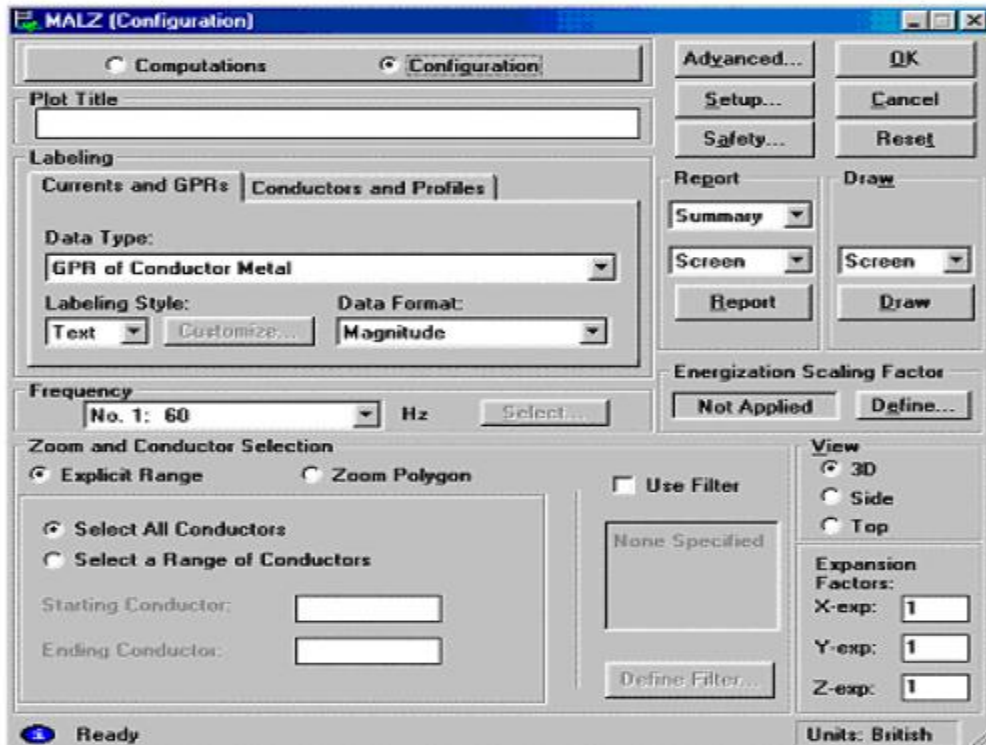 MALZ (Configuration)
Computations
Configuration
Advanced...
OK
Plot Title
Setup...
Cancel
Safety...
Reset
Labeling
Currents and GPRs
Conductors and Profiles
Data Type:
GPR of Conductor Metal
Labeling Style:
Data Format:
Text
Customize...
Magnitude
Report
Draw
Summary
Screen
Screen
Report
Draw
Frequency
No. 1: 60
Hz
Select...
Energization Scaling Factor
Not Applied
Define...
Zoom and Conductor Selection
Explicit Range
Zoom Polygon
Select All Conductors
Select a Range of Conductors
Starting Conductor:
Ending Conductor:
Use Filter
None Specified
Define Filter...
View
3D
Side
Top
Expansion
Factors:
X-exp: 1
Y-exp: 1
Z-exp: 1
Ready
Units: British